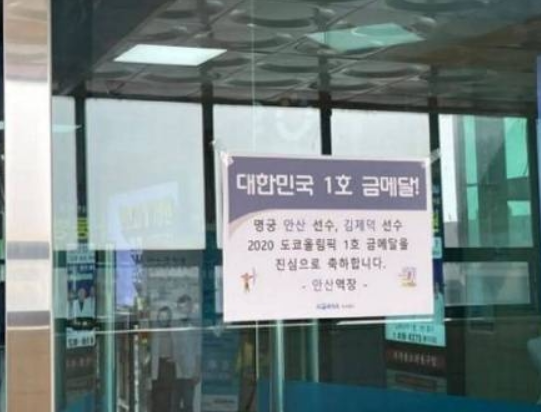 대한민국 1호 금메달!
명궁 안산 선수, 김제덕 선수
2020 도쿄올림픽 1호 금메달을
진심으로 축하합니다.
- 안산역장 -